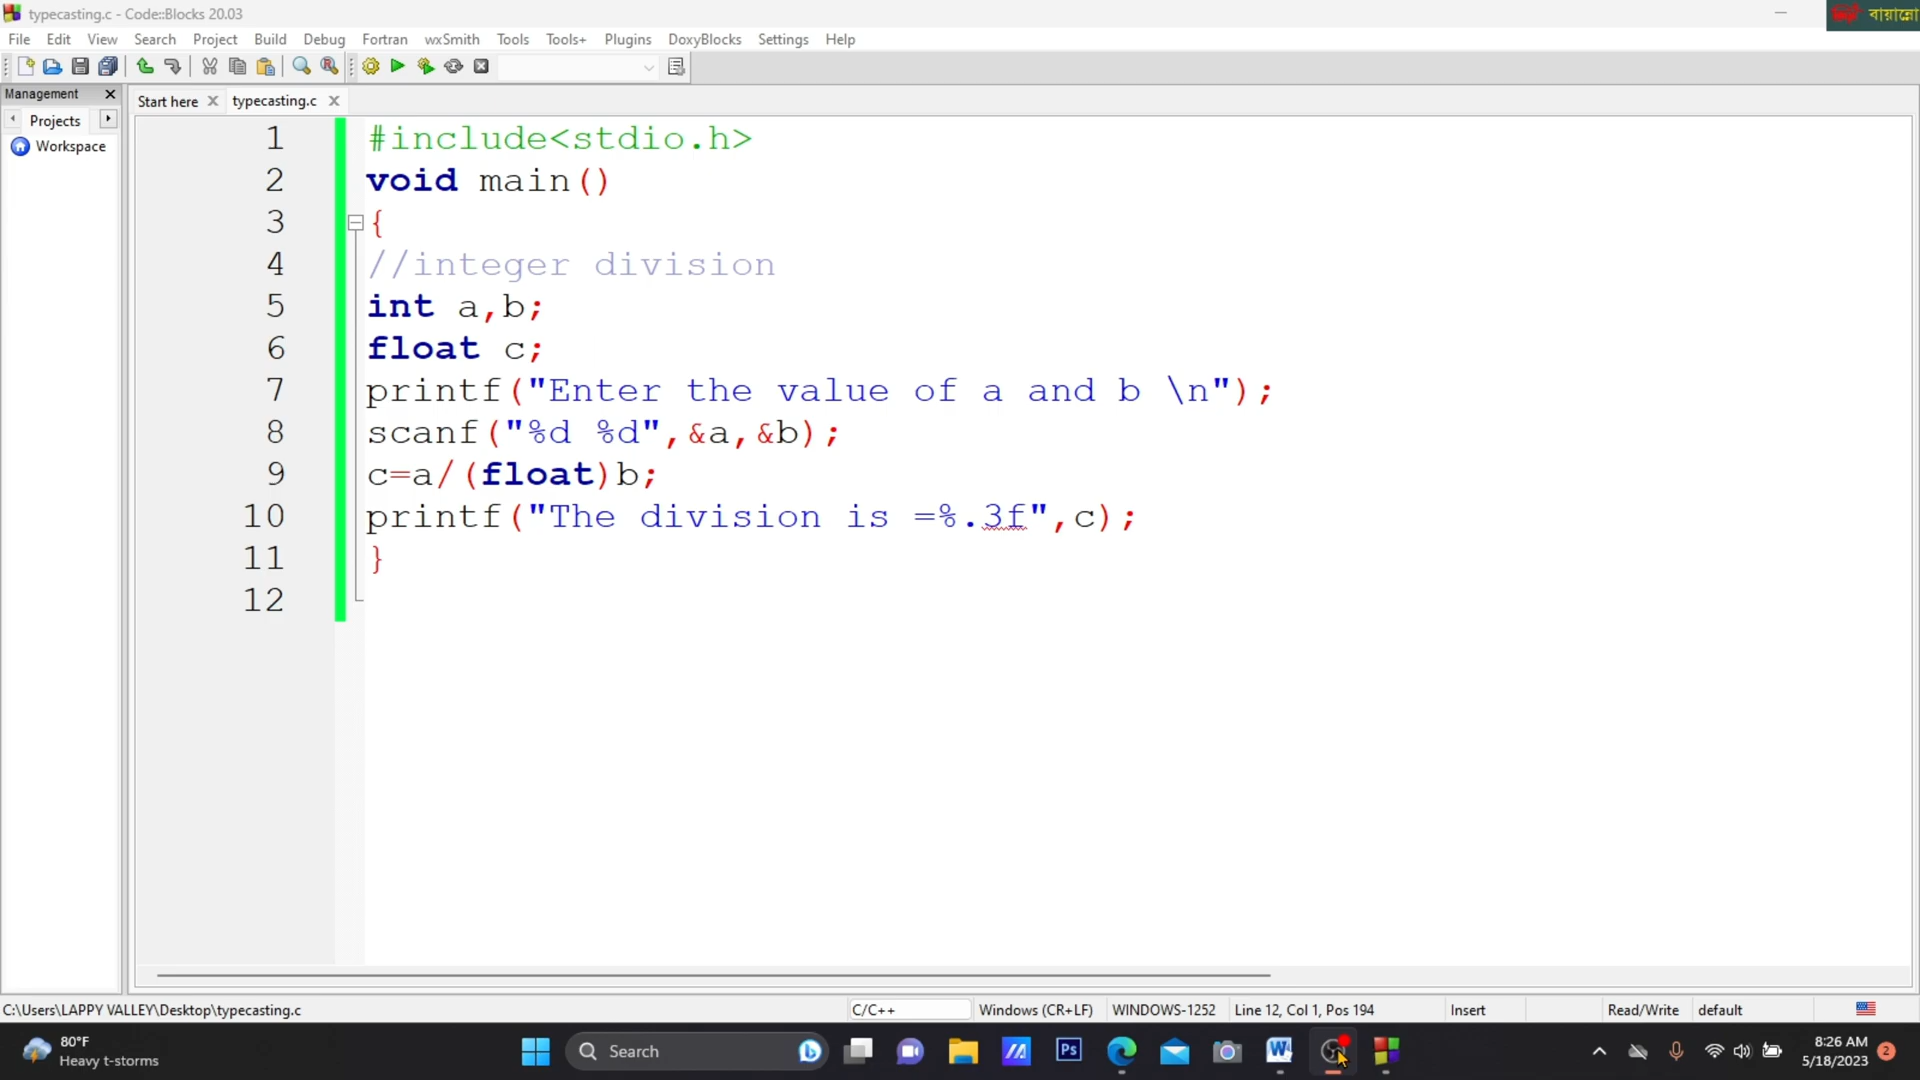 typecasting.c - Code::Blocks 20.03
বায়ান্নো
File Edit View Search Project Build Debug Fortran wxSmith Tools Tools+ Plugins DoxyBlocks Settings Help
Management
Start here typecasting.c
Projects
Workspace
1 #include<stdio.h>
2 void main()
3 {
4 //integer division
5 int a,b;
6 float c;
7 printf("Enter the value of a and b \n");
8 scanf("%d %d",&a,&b);
9 c=a/(float)b;
10 printf("The division is =%.3f",c);
11 }
12
C:\Users\LAPPY VALLEY\Desktop\typecasting.c C/C++ Windows (CR+LF) WINDOWS-1252 Line 12, Col 1, Pos 194 Insert Read/Write default
80°F
Heavy t-storms
Search
Ps
W
8:26 AM
5/18/2023
2